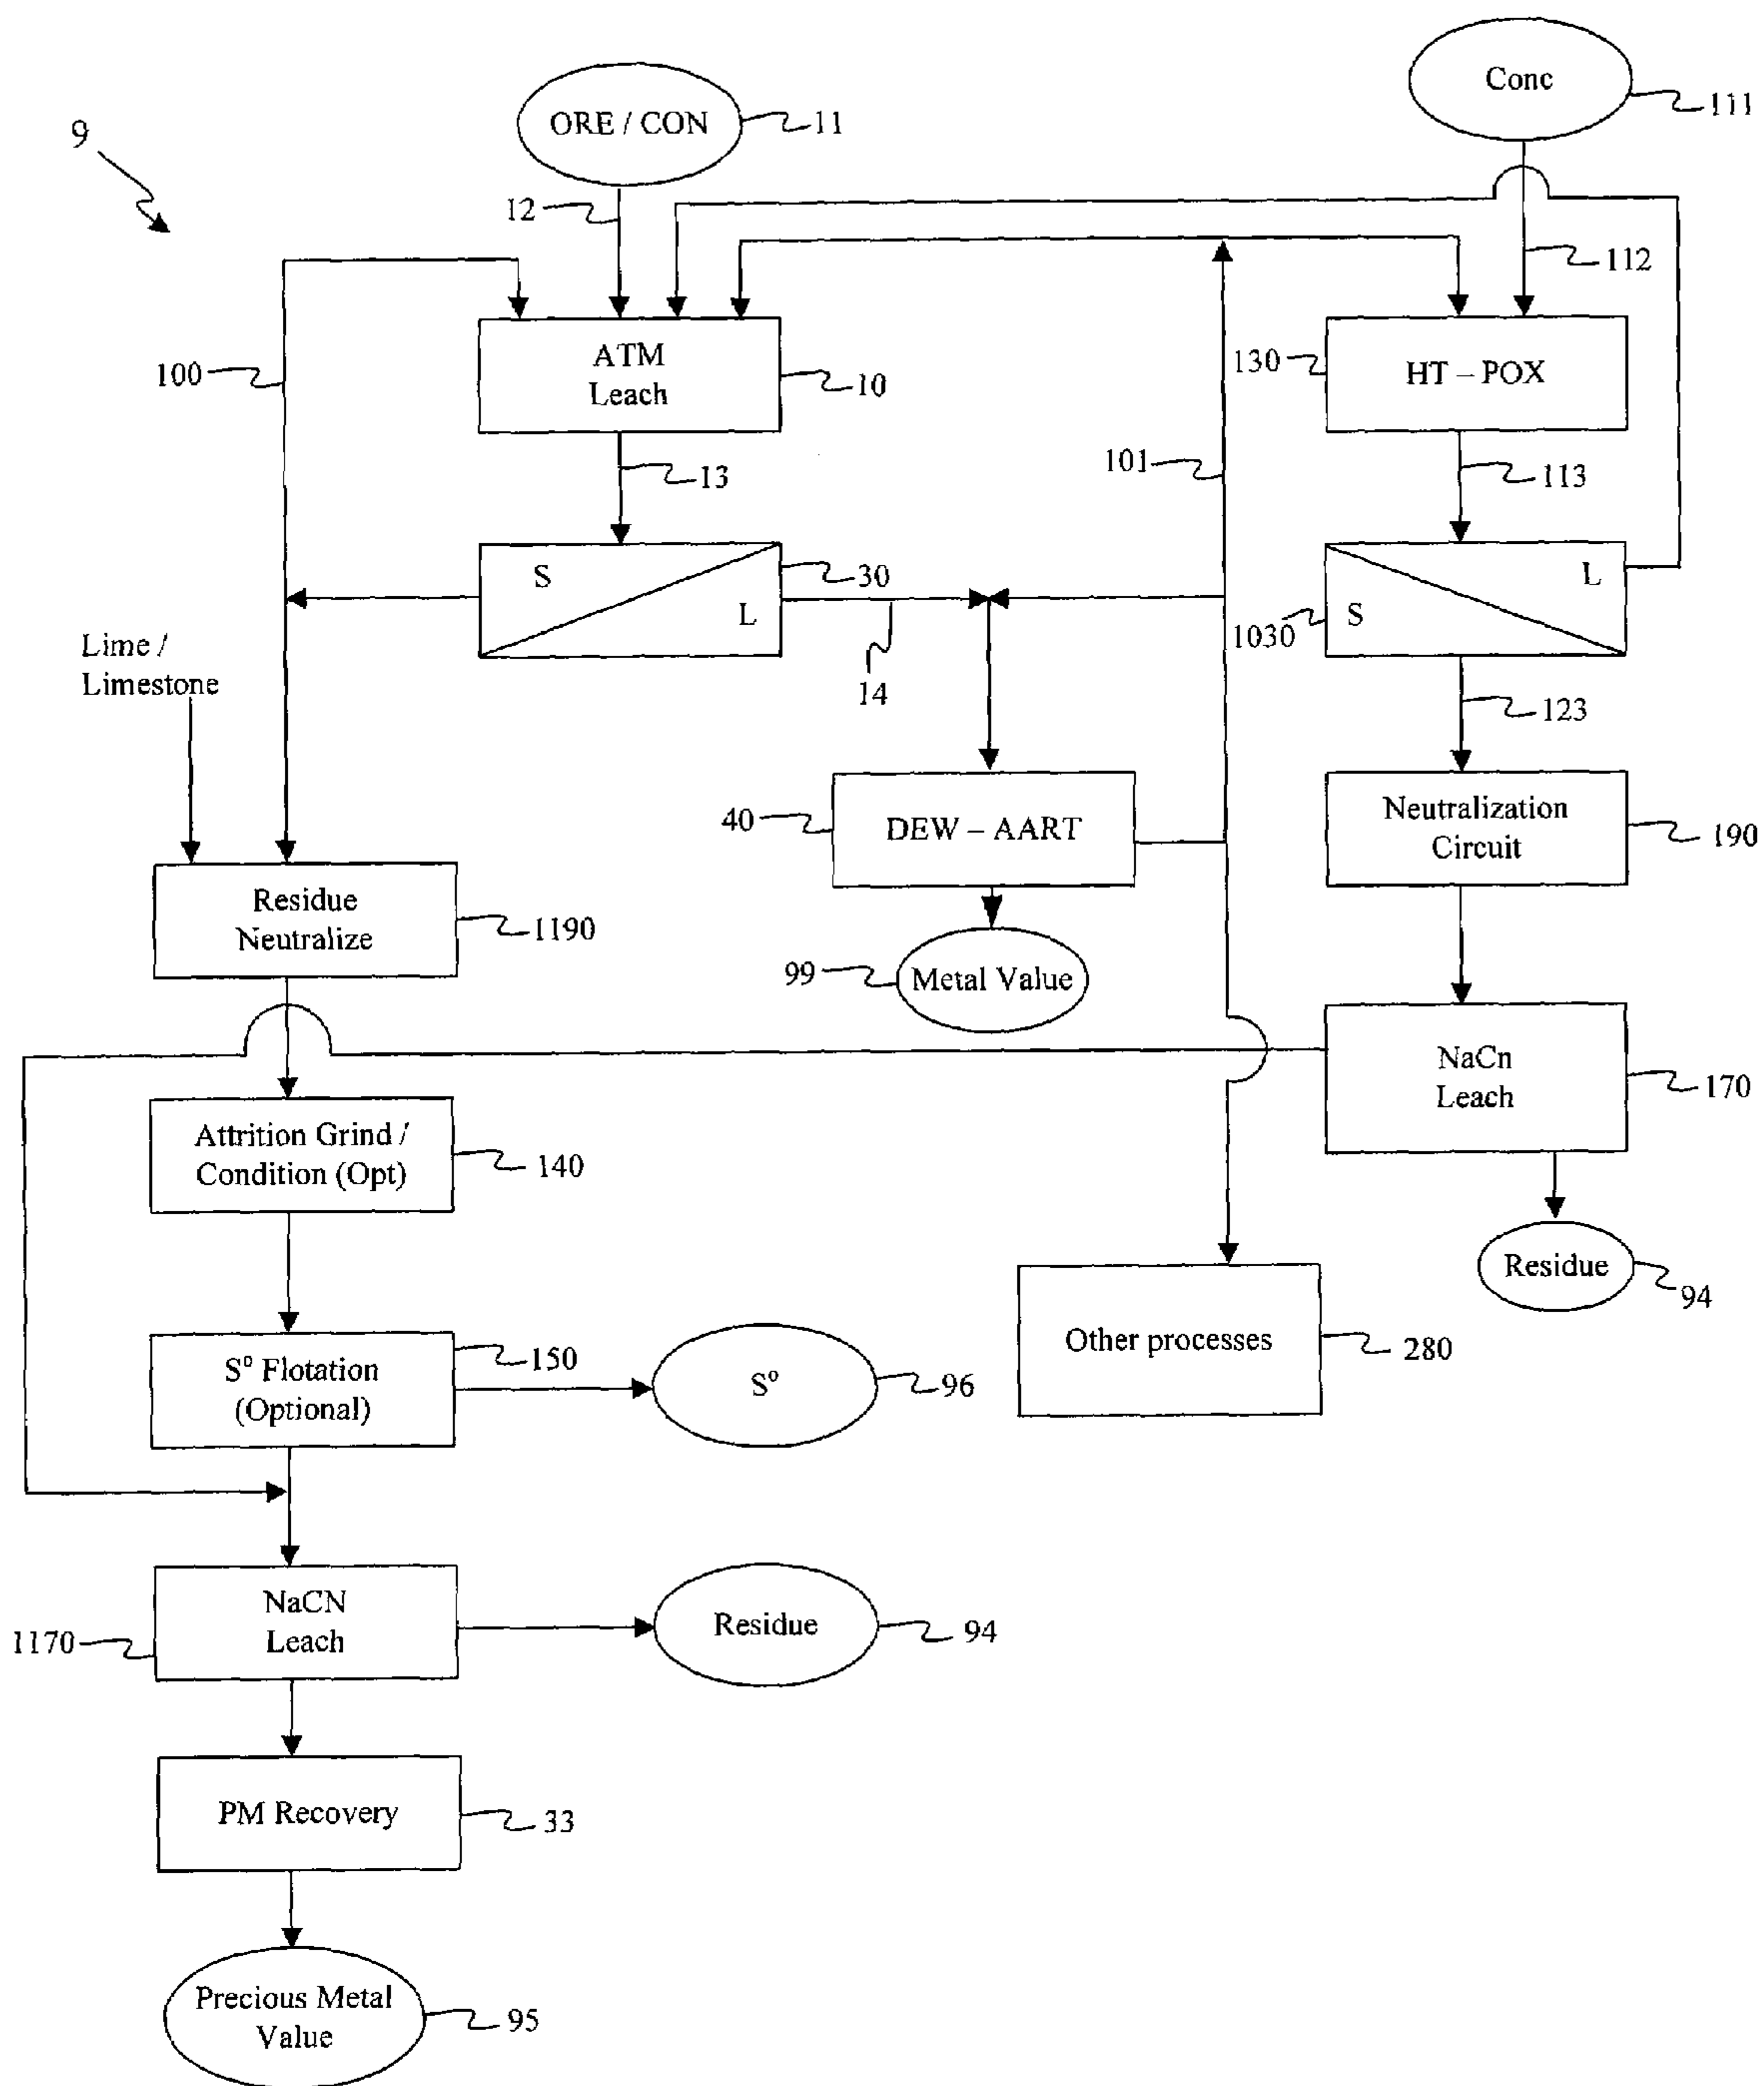 Conc
111
ORE / CON
11
9
12
112
ATM
Leach
10
100
130
HT – POX
101
13
113
S
L
30
14
L
S
1030
Lime /
Limestone
123
40
DEW – AART
Neutralization
Circuit
190
Residue
Neutralize
1190
99
Metal Value
NaCn
Leach
170
Attrition Grind /
Condition (Opt)
140
Residue
94
Other processes
280
S° Flotation
(Optional)
150
S°
96
NaCN
Leach
1170
Residue
94
PM Recovery
33
Precious Metal
Value
95